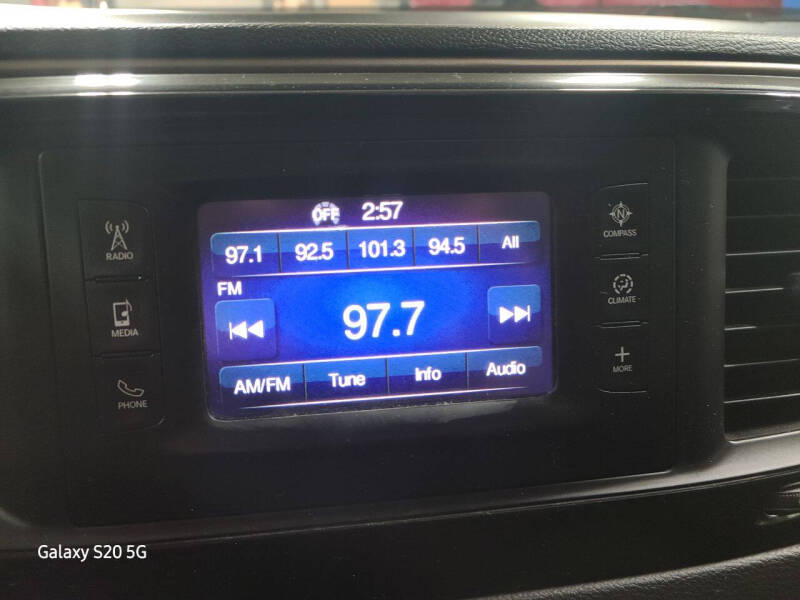 OFF 2:57
97.1 92.5 101.3 94.5 All
FM
97.7
AM/FM Tune Info Audio
RADIO
MEDIA
PHONE
N
COMPASS
CLIMATE
+
MORE
Galaxy S20 5G